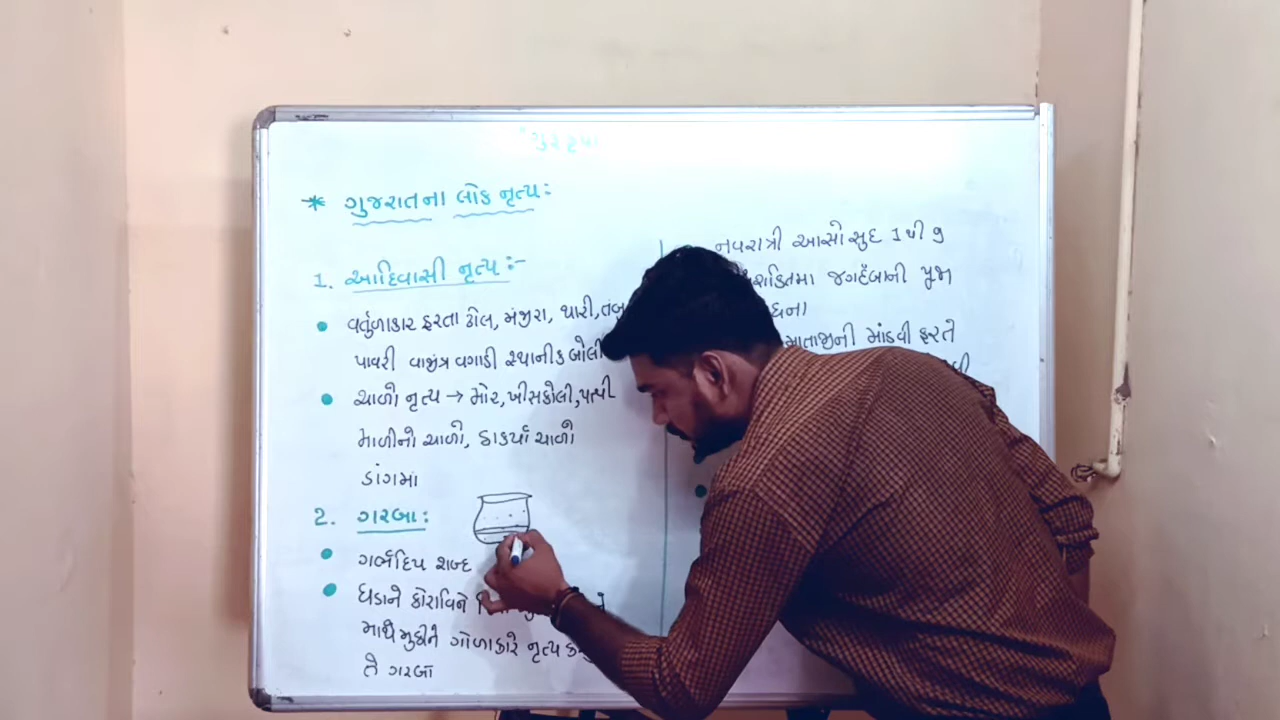 * ગુજરાતના લોક નૃત્ય:
1. આદિવાસી નૃત્ય:-
વર્તુળાકાર ફરતા ઢોલ, મંજીરા, થારી,
પાવરી વાજીંત્ર વગાડી સ્થાનીક બોલી
ચાળો નૃત્ય → મોર, ખીસકોલી, પત્પી
માળીનો ચાળો, ઠાકર્યા ચાળો
ડાંગમાં
2. ગરબા:
ગર્ભદિપ શબ્દ
ઘડાને કોરાવિને
માથે મુકીને ગોળાકારે નૃત્ય
તે ગરબા
નવરાત્રી આસો સુદ 1 થી 9
જગદંબાની પૂજા
માતાજીની માંડવી ફરતે